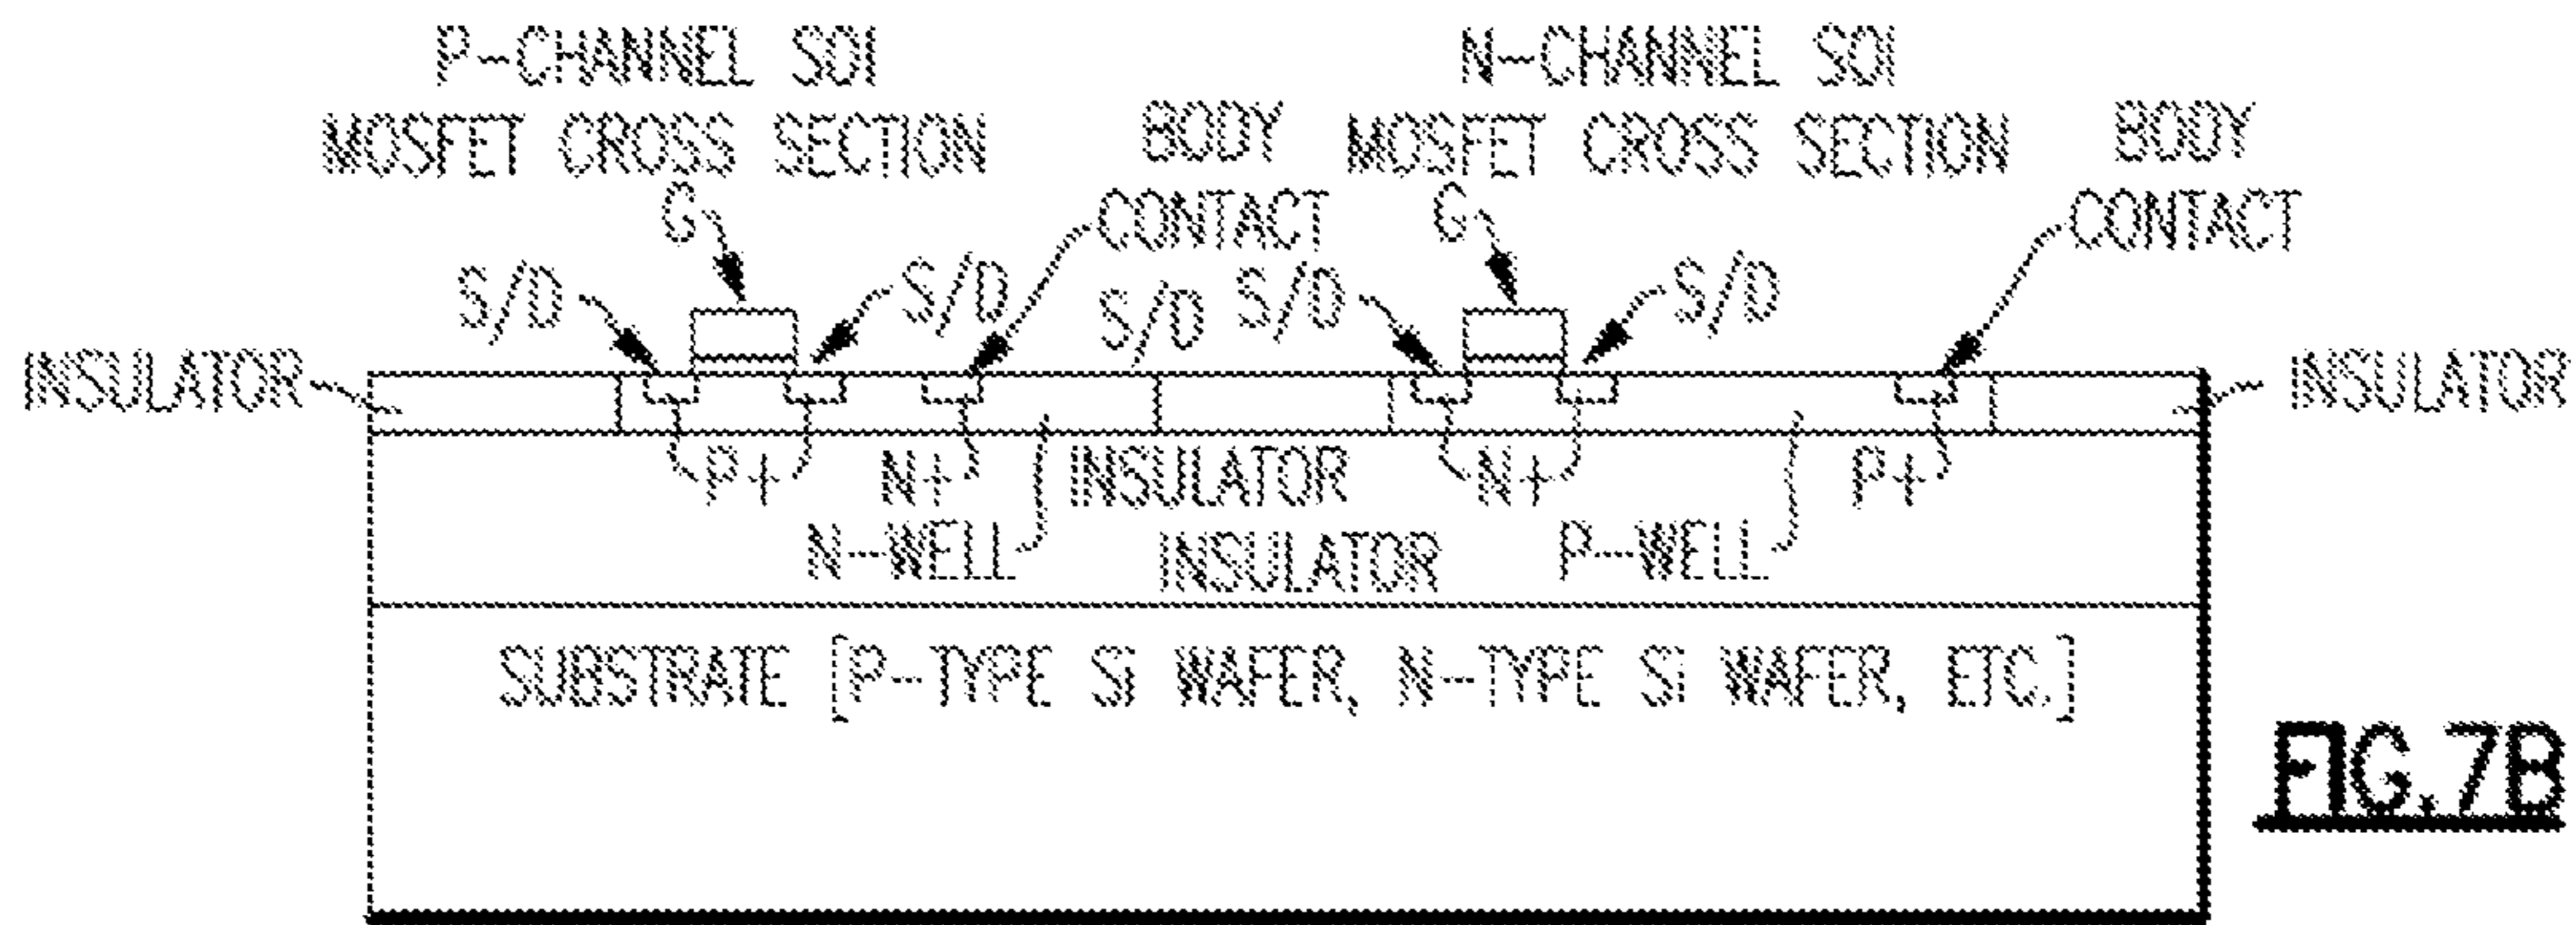 P-CHANNEL SOI
MOSFET CROSS SECTION
N-CHANNEL SOI
MOSFET CROSS SECTION
BODY
CONTACT
BODY
CONTACT
G
G
S/D
S/D
S/D
S/D
S/D
INSULATOR
INSULATOR
P+
N+
INSULATOR
N+
P+
N-WELL
INSULATOR
P-WELL
SUBSTRATE [P-TYPE Si WAFER, N-TYPE Si WAFER, ETC.]
FIG.7B